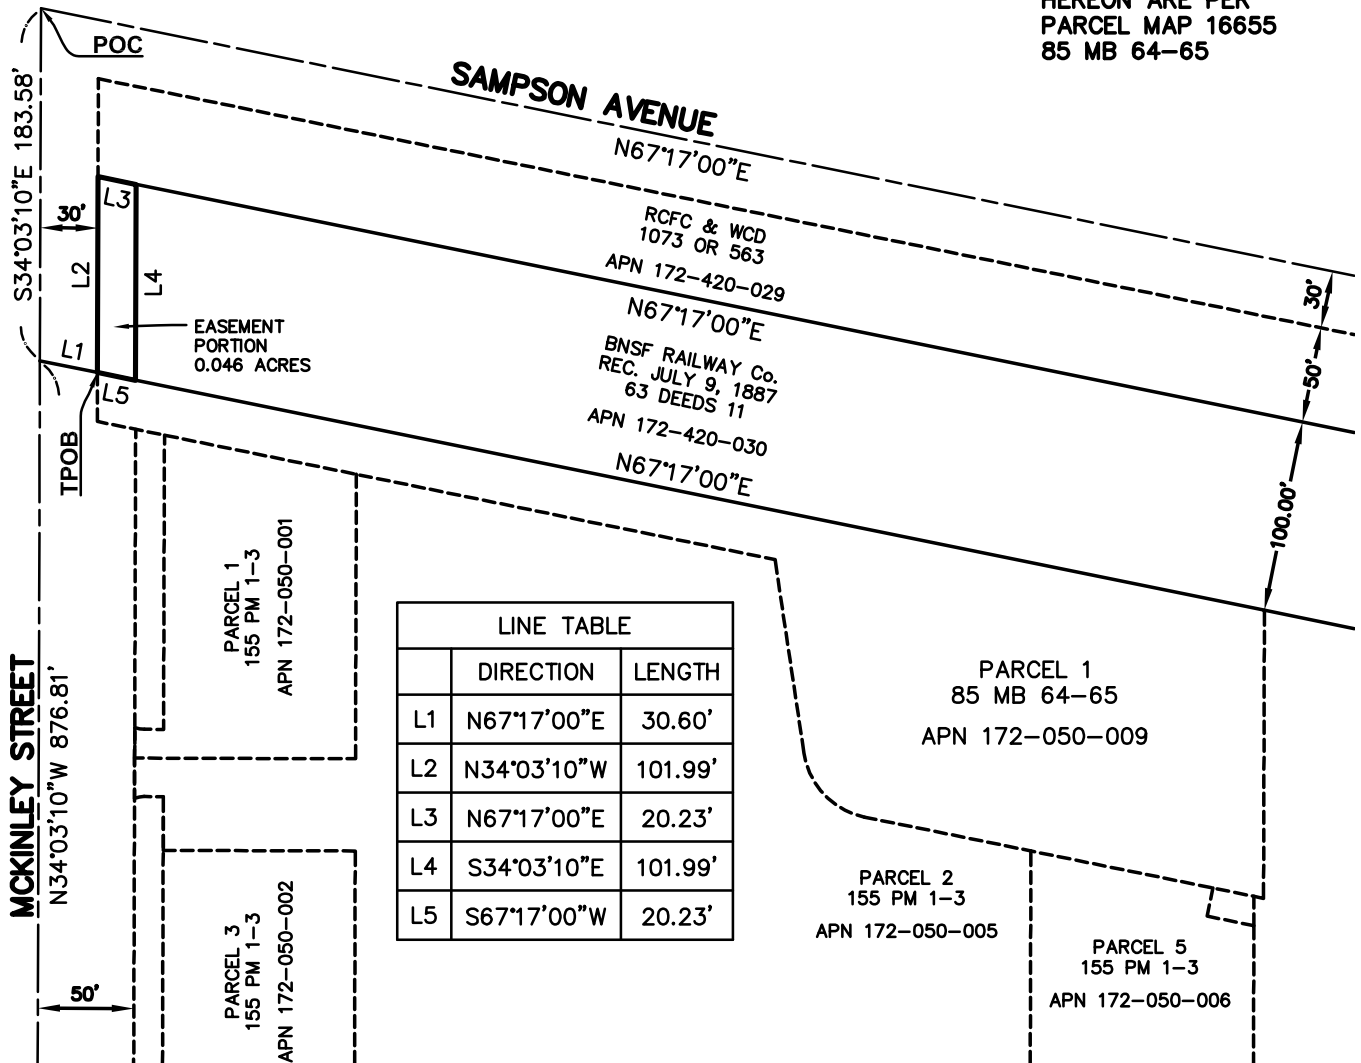 HEREON ARE PER
PARCEL MAP 16655
85 MB 64-65
POC
S34°03'10"E 183.58'
SAMPSON AVENUE
N67°17'00"E
RCFC & WCD
1073 OR 563
APN 172-420-029
N67°17'00"E
BNSF RAILWAY Co.
REC. JULY 9, 1887
63 DEEDS 11
APN 172-420-030
N67°17'00"E
30'
50'
100.00'
30'
L3
L2
L4
L1
L5
EASEMENT
PORTION
0.046 ACRES
TPOB
PARCEL 1
155 PM 1-3
APN 172-050-001
LINE TABLE
DIRECTION LENGTH
L1 N67°17'00"E 30.60'
L2 N34°03'10"W 101.99'
L3 N67°17'00"E 20.23'
L4 S34°03'10"E 101.99'
L5 S67°17'00"W 20.23'
PARCEL 1
85 MB 64-65
APN 172-050-009
MCKINLEY STREET
N34°03'10"W 876.81'
PARCEL 3
155 PM 1-3
APN 172-050-002
PARCEL 2
155 PM 1-3
APN 172-050-005
PARCEL 5
155 PM 1-3
APN 172-050-006
50'